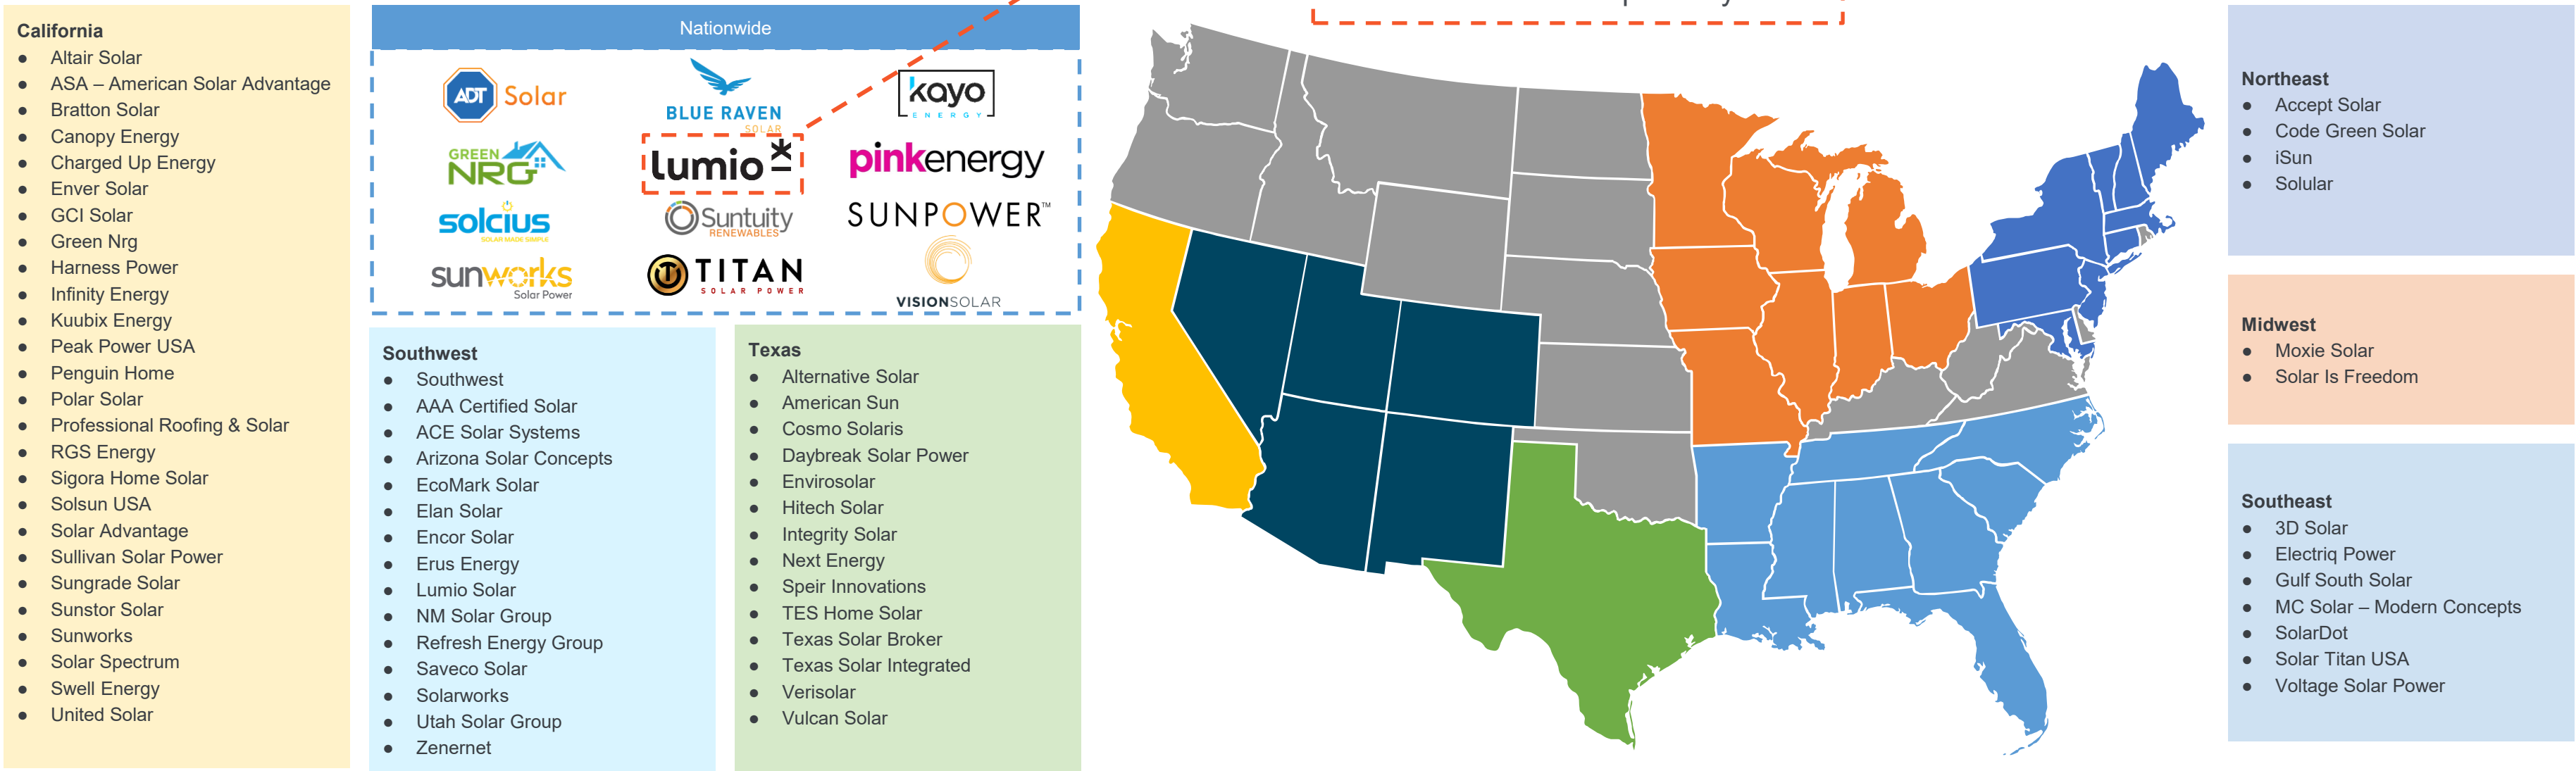 California
● Altair Solar
● ASA – American Solar Advantage
● Bratton Solar
● Canopy Energy
● Charged Up Energy
● Enver Solar
● GCI Solar
● Green Nrg
● Harness Power
● Infinity Energy
● Kuubix Energy
● Peak Power USA
● Penguin Home
● Polar Solar
● Professional Roofing & Solar
● RGS Energy
● Sigora Home Solar
● Solsun USA
● Solar Advantage
● Sullivan Solar Power
● Sungrade Solar
● Sunstor Solar
● Sunworks
● Solar Spectrum
● Swell Energy
● United Solar
Nationwide
ADT Solar
BLUE RAVEN
SOLAR
kayo
ENERGY
GREEN
NRG
lumio
pinkenergy
solcius
SOLAR MADE SIMPLE
Suntuity
RENEWABLES
SUNPOWER™
sunworks
Solar Power
TITAN
SOLAR POWER
VISIONSOLAR
Southwest
● Southwest
● AAA Certified Solar
● ACE Solar Systems
● Arizona Solar Concepts
● EcoMark Solar
● Elan Solar
● Encor Solar
● Erus Energy
● Lumio Solar
● NM Solar Group
● Refresh Energy Group
● Saveco Solar
● Solarworks
● Utah Solar Group
● Zenernet
Texas
● Alternative Solar
● American Sun
● Cosmo Solaris
● Daybreak Solar Power
● Envirosolar
● Hitech Solar
● Integrity Solar
● Next Energy
● Speir Innovations
● TES Home Solar
● Texas Solar Broker
● Texas Solar Integrated
● Verisolar
● Vulcan Solar
Northeast
● Accept Solar
● Code Green Solar
● iSun
● Solular
Midwest
● Moxie Solar
● Solar Is Freedom
Southeast
● 3D Solar
● Electriq Power
● Gulf South Solar
● MC Solar – Modern Concepts
● SolarDot
● Solar Titan USA
● Voltage Solar Power